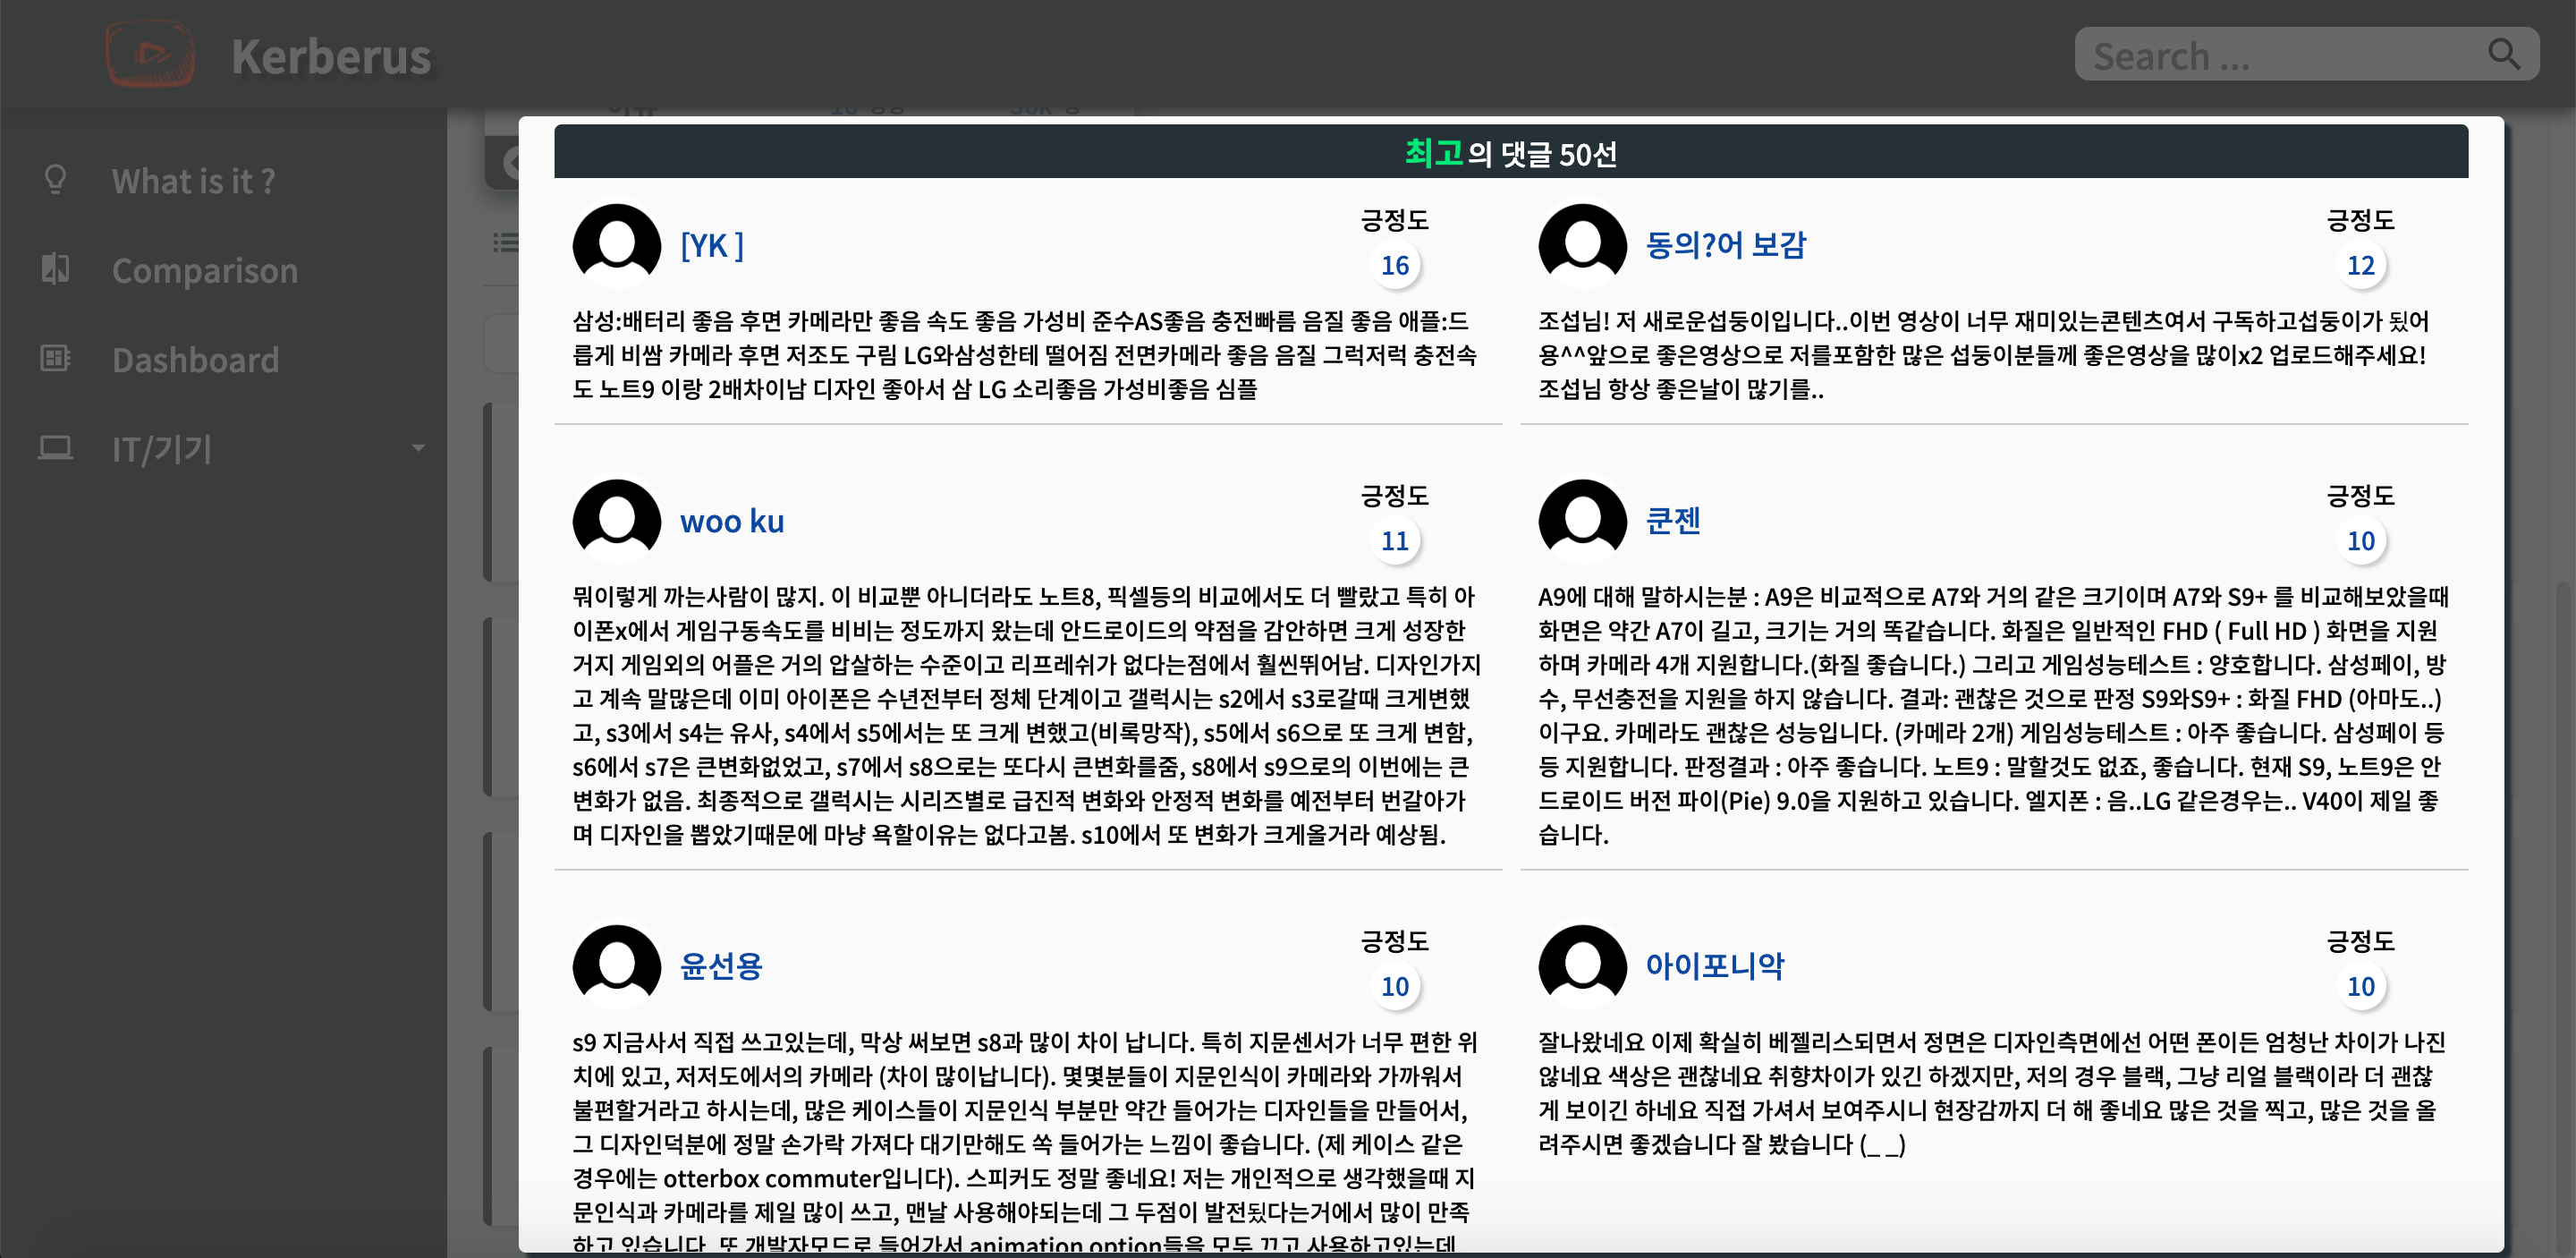 Kerberus
Search ...
What is it ?
Comparison
Dashboard
IT/기기
최고의 댓글 50선
[YK ]
긍정도
16
삼성:배터리 좋음 후면 카메라만 좋음 속도 좋음 가성비 준수AS좋음 충전빠름 음질 좋음 애플:드
릅게 비쌈 카메라 후면 저조도 구림 LG와삼성한테 떨어짐 전면카메라 좋음 음질 그럭저럭 충전속
도 노트9 이랑 2배차이남 디자인 좋아서 삼 LG 소리좋음 가성비좋음 심플
동의?어 보감
긍정도
12
조섭님! 저 새로운섭둥이입니다..이번 영상이 너무 재미있는콘텐츠여서 구독하고섭둥이가 됬어
용^^앞으로 좋은영상으로 저를포함한 많은 섭둥이분들께 좋은영상을 많이x2 업로드해주세요!
조섭님 항상 좋은날이 많기를..
woo ku
긍정도
11
뭐이렇게 까는사람이 많지. 이 비교뿐 아니더라도 노트8, 픽셀등의 비교에서도 더 빨랐고 특히 아
이폰x에서 게임구동속도를 비비는 정도까지 왔는데 안드로이드의 약점을 감안하면 크게 성장한
거지 게임외의 어플은 거의 압살하는 수준이고 리프레쉬가 없다는점에서 훨씬뛰어남. 디자인가지
고 계속 말많은데 이미 아이폰은 수년전부터 정체 단계이고 갤럭시는 s2에서 s3로갈때 크게변했
고, s3에서 s4는 유사, s4에서 s5에서는 또 크게 변했고(비록망작), s5에서 s6으로 또 크게 변함,
s6에서 s7은 큰변화없었고, s7에서 s8으로는 또다시 큰변화를줌, s8에서 s9으로의 이번에는 큰
변화가 없음. 최종적으로 갤럭시는 시리즈별로 급진적 변화와 안정적 변화를 예전부터 번갈아가
며 디자인을 뽑았기때문에 마냥 욕할이유는 없다고봄. s10에서 또 변화가 크게올거라 예상됨.
쿤젠
긍정도
10
A9에 대해 말하시는분 : A9은 비교적으로 A7와 거의 같은 크기이며 A7와 S9+ 를 비교해보았을때
화면은 약간 A7이 길고, 크기는 거의 똑같습니다. 화질은 일반적인 FHD ( Full HD ) 화면을 지원
하며 카메라 4개 지원합니다.(화질 좋습니다.) 그리고 게임성능테스트 : 양호합니다. 삼성페이, 방
수, 무선충전을 지원을 하지 않습니다. 결과: 괜찮은 것으로 판정 S9와S9+ : 화질 FHD (아마도..)
이구요. 카메라도 괜찮은 성능입니다. (카메라 2개) 게임성능테스트 : 아주 좋습니다. 삼성페이 등
등 지원합니다. 판정결과 : 아주 좋습니다. 노트9 : 말할것도 없죠, 좋습니다. 현재 S9, 노트9은 안
드로이드 버전 파이(Pie) 9.0을 지원하고 있습니다. 엘지폰 : 음..LG 같은경우는.. V40이 제일 좋
습니다.
윤선용
긍정도
10
s9 지금사서 직접 쓰고있는데, 막상 써보면 s8과 많이 차이 납니다. 특히 지문센서가 너무 편한 위
치에 있고, 저저도에서의 카메라 (차이 많이납니다). 몇몇분들이 지문인식이 카메라와 가까워서
불편할거라고 하시는데, 많은 케이스들이 지문인식 부분만 약간 들어가는 디자인들을 만들어서,
그 디자인덕분에 정말 손가락 가져다 대기만해도 쏙 들어가는 느낌이 좋습니다. (제 케이스 같은
경우에는 otterbox commuter입니다). 스피커도 정말 좋네요! 저는 개인적으로 생각했을때 지
문인식과 카메라를 제일 많이 쓰고, 맨날 사용해야되는데 그 두점이 발전됬다는거에서 많이 만족
하고 있습니다. 또 개발자모드로 들어가서 animation option들을 모두 끄고 사용하고있는데
아이포니악
긍정도
10
잘나왔네요 이제 확실히 베젤리스되면서 정면은 디자인측면에선 어떤 폰이든 엄청난 차이가 나진
않네요 색상은 괜찮네요 취향차이가 있긴 하겠지만, 저의 경우 블랙, 그냥 리얼 블랙이라 더 괜찮
게 보이긴 하네요 직접 가셔서 보여주시니 현장감까지 더 해 좋네요 많은 것을 찍고, 많은 것을 올
려주시면 좋겠습니다 잘 봤습니다 (_ _)